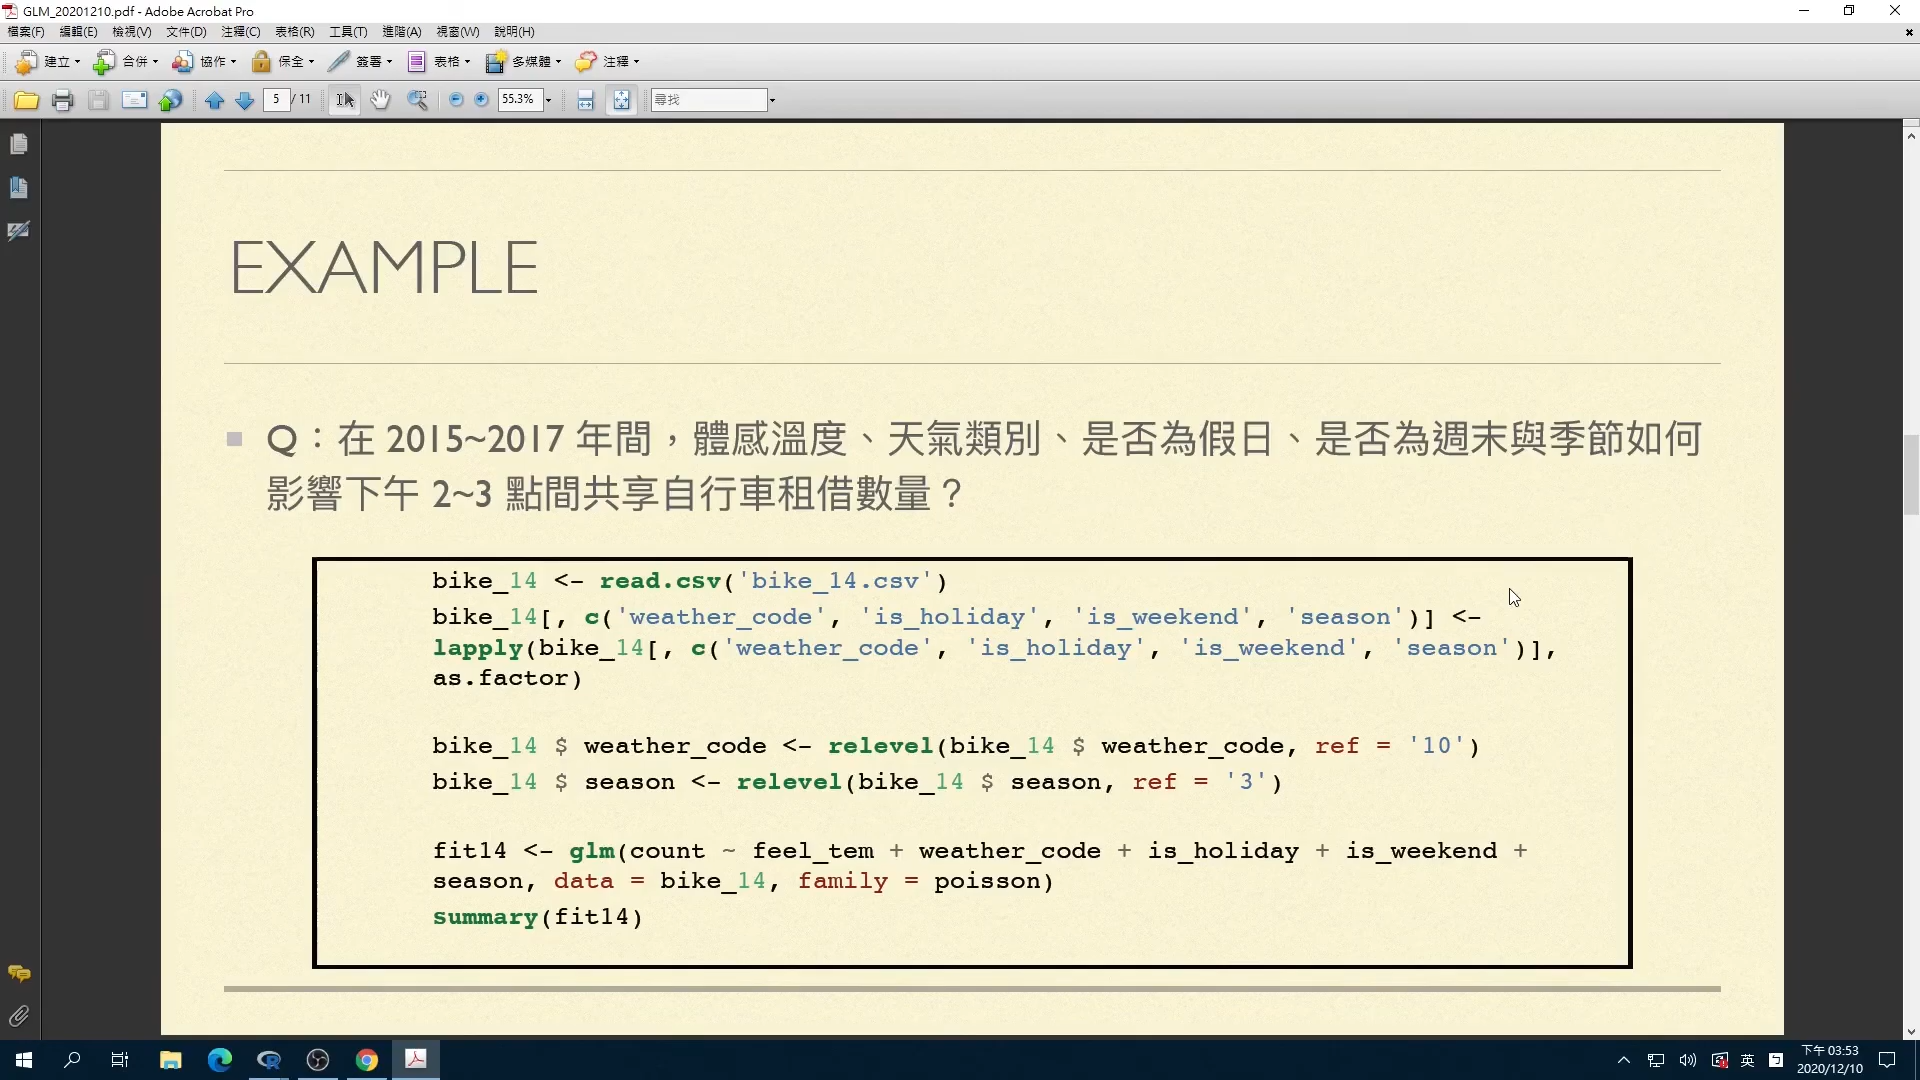 GLM_20201210.pdf - Adobe Acrobat Pro
檔案(F) 編輯(E) 檢視(V) 文件(D) 注釋(C) 表格(R) 工具(T) 進階(A) 視窗(W) 說明(H)
建立 合併 協作 保全 簽署 表格 多媒體 注釋
5 / 11 55.3% 尋找
EXAMPLE
Q：在 2015~2017 年間，體感溫度、天氣類別、是否為假日、是否為週末與季節如何
影響下午 2~3 點間共享自行車租借數量？
bike_14 <- read.csv('bike_14.csv')
bike_14[, c('weather_code', 'is_holiday', 'is_weekend', 'season')] <-
lapply(bike_14[, c('weather_code', 'is_holiday', 'is_weekend', 'season')],
as.factor)
bike_14 $ weather_code <- relevel(bike_14 $ weather_code, ref = '10')
bike_14 $ season <- relevel(bike_14 $ season, ref = '3')
fit14 <- glm(count ~ feel_tem + weather_code + is_holiday + is_weekend +
season, data = bike_14, family = poisson)
summary(fit14)
英
下午 03:53
2020/12/10